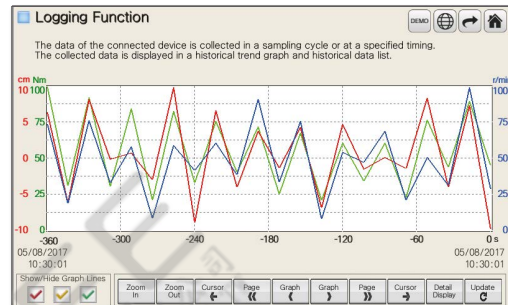 Logging Function
DEMO
The data of the connected device is collected in a sampling cycle or at a specified timing.
The collected data is displayed in a historical trend graph and historical data list.
cm Nm r/mi
10 100 100
5 75 75
0 50 50
-5 25 25
-10 0 0
-360 -300 -240 -180 -120 -60 0 s
05/08/2017 05/08/2017
10:30:01 10:30:01
Show/Hide Graph Lines
Zoom In
Zoom Out
Cursor
Page
Graph
Graph
Page
Cursor
Detail Display
Update